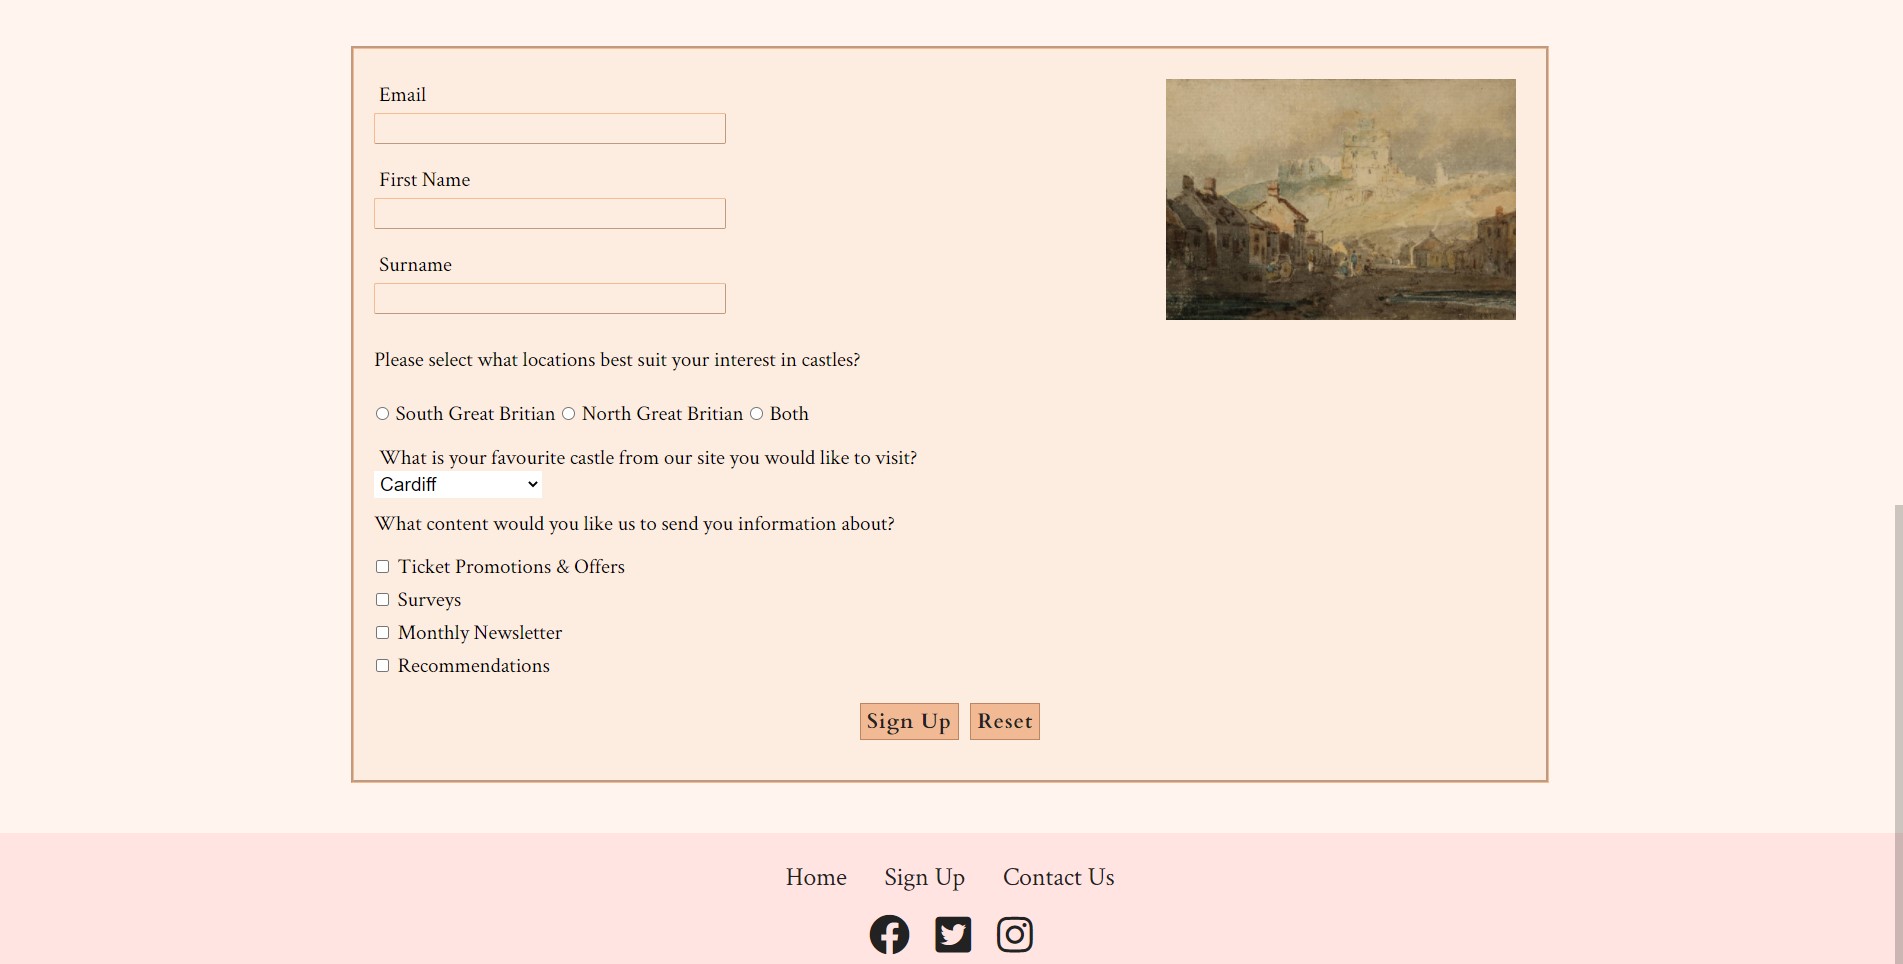 Email
First Name
Surname
Please select what locations best suit your interest in castles?
South Great Britian North Great Britian Both
What is your favourite castle from our site you would like to visit?
Cardiff
What content would you like us to send you information about?
Ticket Promotions & Offers
Surveys
Monthly Newsletter
Recommendations
Sign Up Reset
Home Sign Up Contact Us